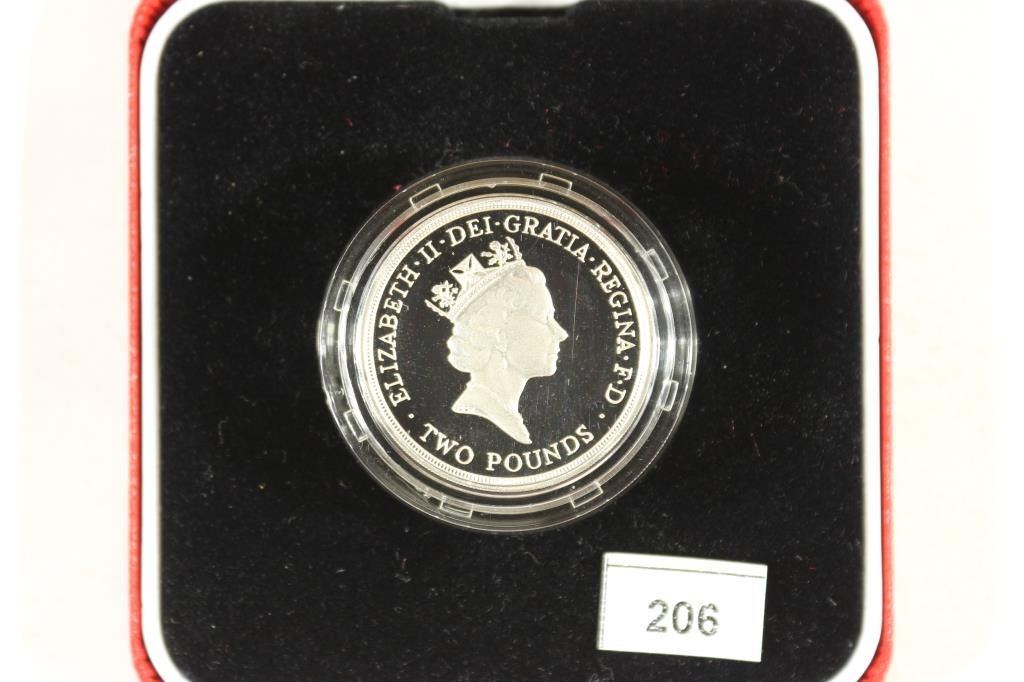 ELIZABETH·II·DEI·GRATIA·REGINA·F·D
· TWO POUNDS ·
206